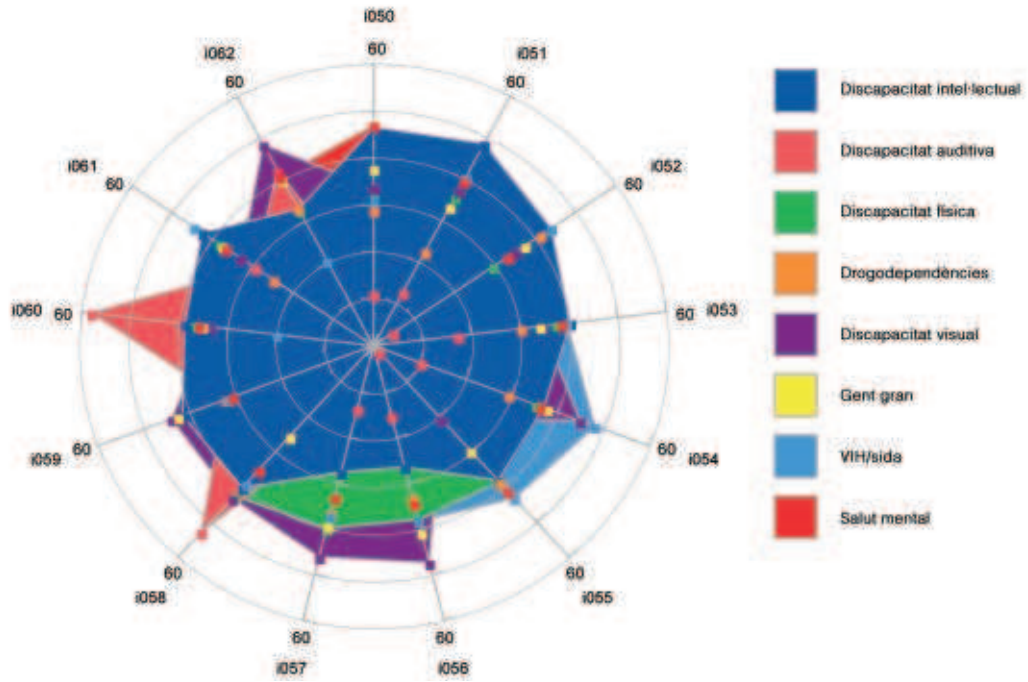 i050
60
i051
60
i052
60
60 i053
60
i054
60
i055
60
i056
60
i057
60
i058
60
i059
i060 60
i061
60
i062
60
Discapacitat intel·lectual
Discapacitat auditiva
Discapacitat física
Drogodependències
Discapacitat visual
Gent gran
VIH/sida
Salut mental